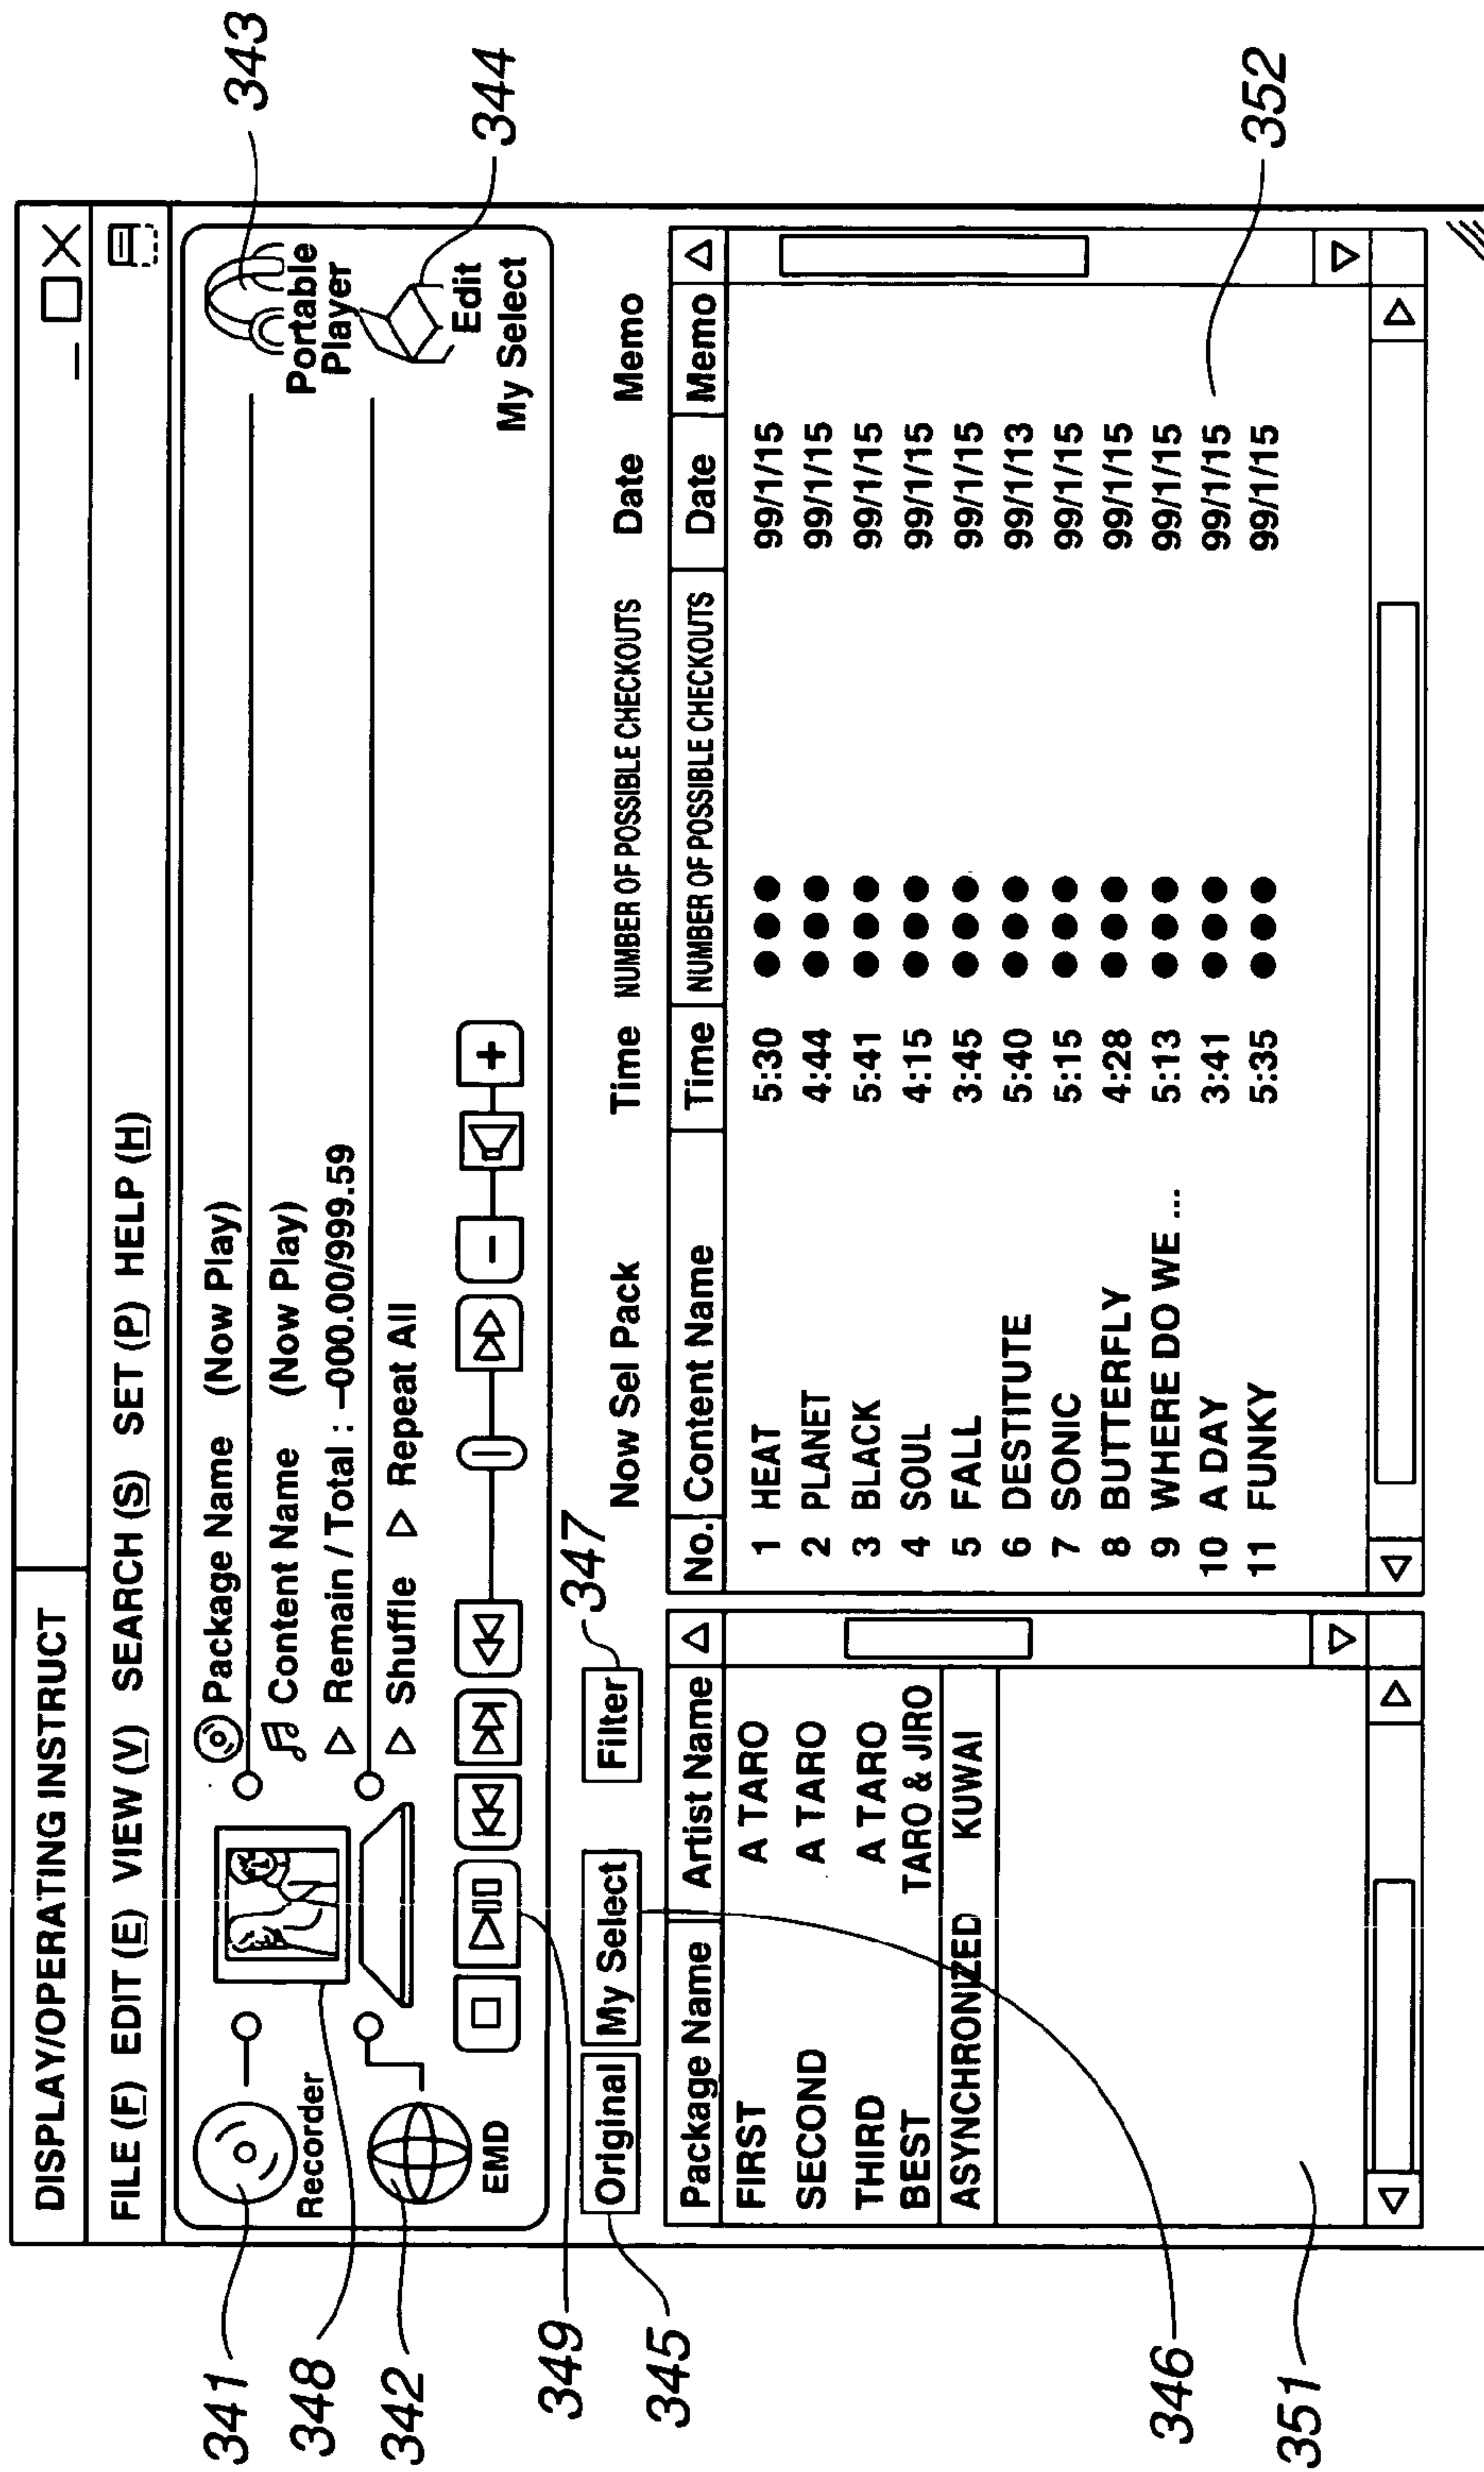 DISPLAY/OPERATING INSTRUCT
FILE (F) EDIT (E) VIEW (V) SEARCH (S) SET (P) HELP (H)
341
348
342
349
345
346
351
343
344
352
347
Recorder
EMD
Package Name (Now Play)
Content Name (Now Play)
Remain / Total : –000.00/999.59
Shuffle Repeat All
Portable
Player
Edit
My Select
Original My Select Filter
Now Sel Pack Time NUMBER OF POSSIBLE CHECKOUTS Date Memo
Package Name Artist Name
FIRST A TARO
SECOND A TARO
THIRD A TARO
BEST TARO & JIRO
ASYNCHRONIZED KUWAI
No. Content Name Time NUMBER OF POSSIBLE CHECKOUTS Date Memo
1 HEAT 5:30 ●●● 99/1/15
2 PLANET 4:44 ●●● 99/1/15
3 BLACK 5:41 ●●● 99/1/15
4 SOUL 4:15 ●●● 99/1/15
5 FALL 3:45 ●●● 99/1/15
6 DESTITUTE 5:40 ●●● 99/1/13
7 SONIC 5:15 ●●● 99/1/15
8 BUTTERFLY 4:28 ●●● 99/1/15
9 WHERE DO WE ... 5:13 ●●● 99/1/15
10 A DAY 3:41 ●●● 99/1/15
11 FUNKY 5:35 ●●● 99/1/15